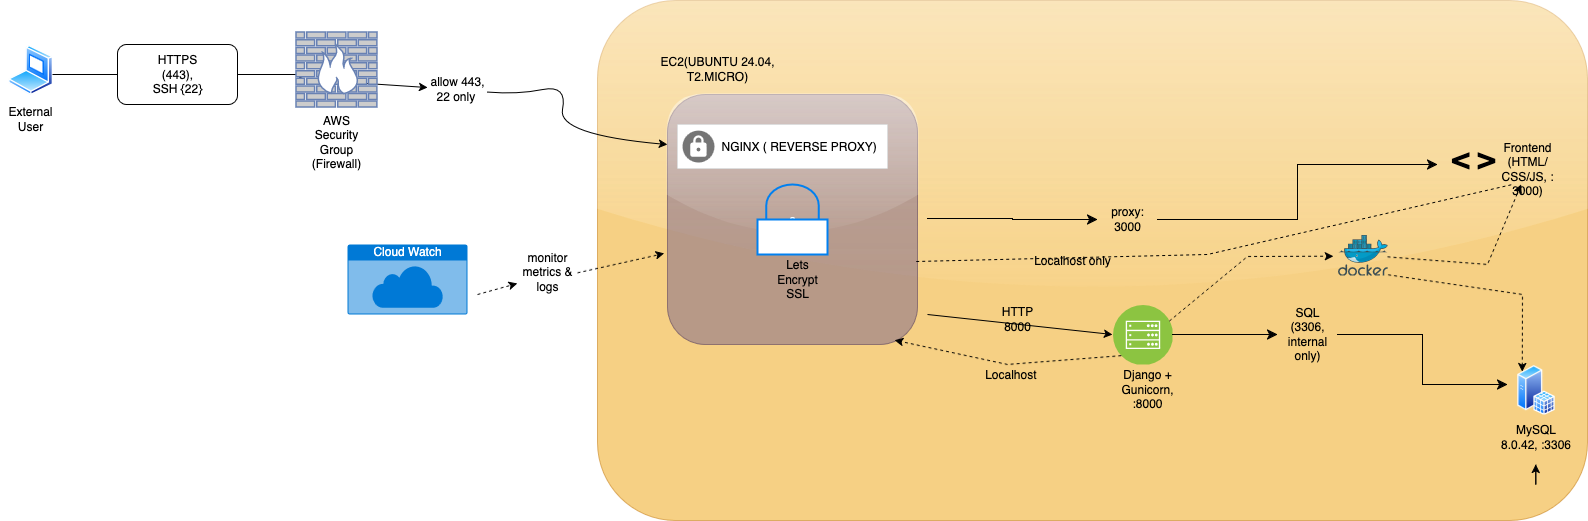 HTTPS
(443),
SSH {22}
External
User
AWS
Security
Group
(Firewall)
allow 443,
22 only
EC2(UBUNTU 24.04,
T2.MICRO)
NGINX ( REVERSE PROXY)
Lets
Encrypt
SSL
Cloud Watch
monitor
metrics &
logs
proxy:
3000
Frontend
(HTML/
CSS/JS, :
3000)
Localhost only
docker
HTTP
8000
Localhost
Django +
Gunicorn,
:8000
SQL
(3306,
internal
only)
MySQL
8.0.42, :3306